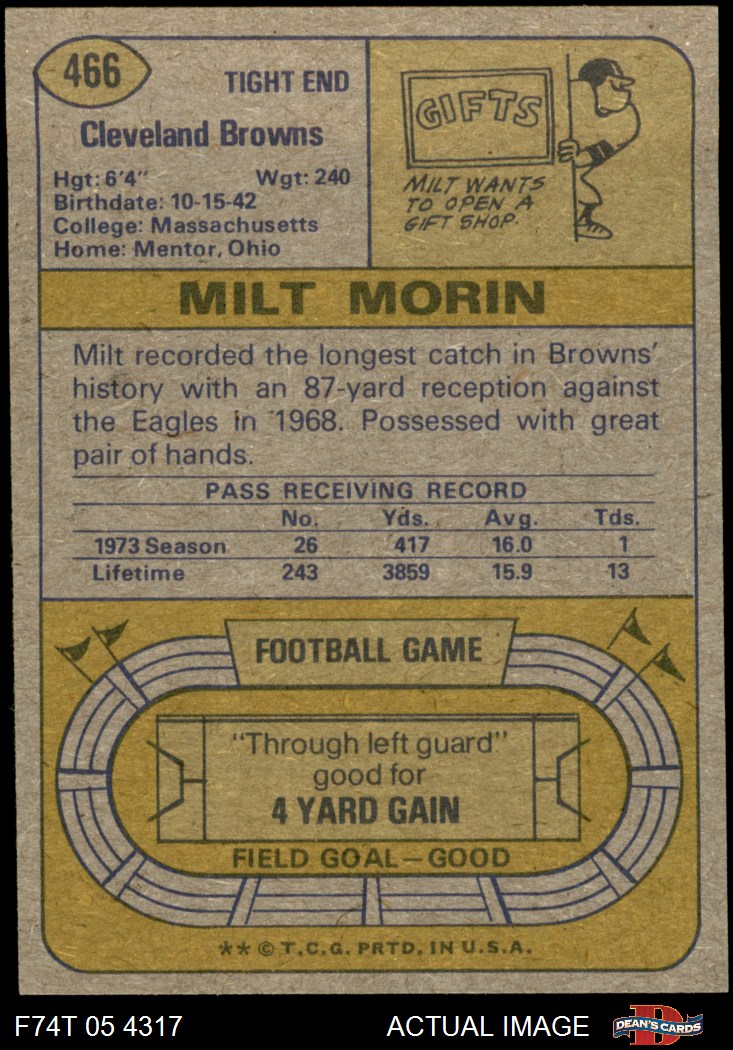 466
TIGHT END
Cleveland Browns
Hgt: 6'4" Wgt: 240
Birthdate: 10-15-42
College: Massachusetts
Home: Mentor, Ohio
GIFTS
MILT WANTS
TO OPEN A
GIFT SHOP.
MILT MORIN
Milt recorded the longest catch in Browns'
history with an 87-yard reception against
the Eagles in 1968. Possessed with great
pair of hands.
PASS RECEIVING RECORD
No. Yds. Avg. Tds.
1973 Season 26 417 16.0 1
Lifetime 243 3859 15.9 13
FOOTBALL GAME
"Through left guard"
good for
4 YARD GAIN
FIELD GOAL—GOOD
** © T.C.G. PRTD. IN U.S.A.
F74T 05 4317 ACTUAL IMAGE
D
DEAN'S CARDS